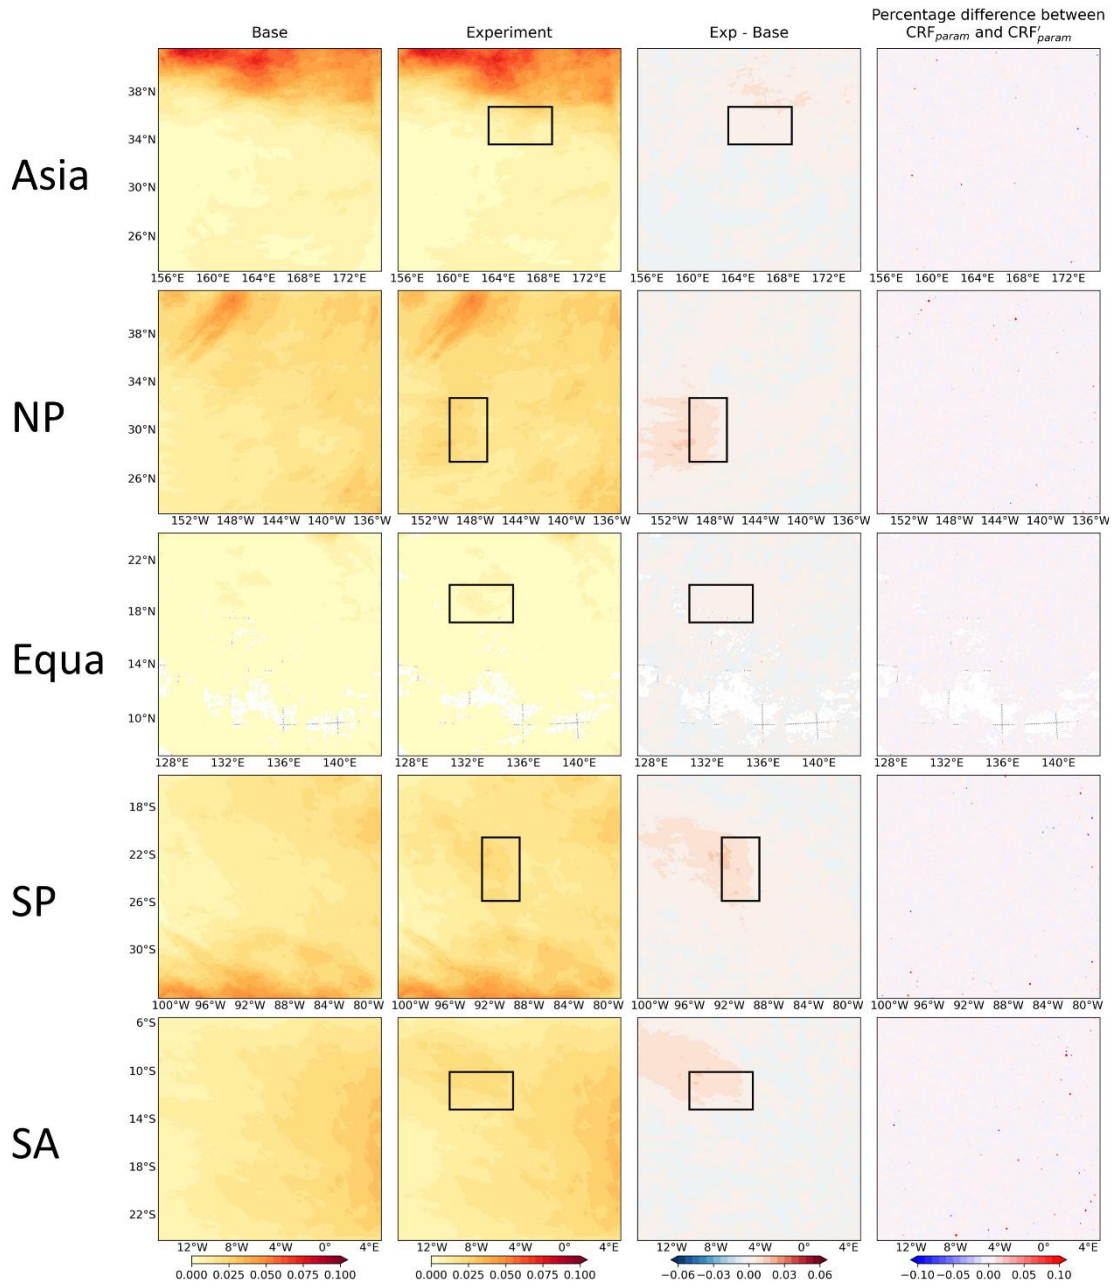 Base
Experiment
Exp - Base
Percentage difference between
CRF_param and CRF′_param
Asia
38°N
34°N
30°N
26°N
156°E 160°E 164°E 168°E 172°E
156°E 160°E 164°E 168°E 172°E
156°E 160°E 164°E 168°E 172°E
156°E 160°E 164°E 168°E 172°E
NP
38°N
34°N
30°N
26°N
152°W 148°W 144°W 140°W 136°W
152°W 148°W 144°W 140°W 136°W
152°W 148°W 144°W 140°W 136°W
152°W 148°W 144°W 140°W 136°W
Equa
22°N
18°N
14°N
10°N
128°E 132°E 136°E 140°E
128°E 132°E 136°E 140°E
128°E 132°E 136°E 140°E
128°E 132°E 136°E 140°E
SP
18°S
22°S
26°S
30°S
100°W 96°W 92°W 88°W 84°W 80°W
100°W 96°W 92°W 88°W 84°W 80°W
100°W 96°W 92°W 88°W 84°W 80°W
100°W 96°W 92°W 88°W 84°W 80°W
SA
6°S
10°S
14°S
18°S
22°S
12°W 8°W 4°W 0° 4°E
12°W 8°W 4°W 0° 4°E
12°W 8°W 4°W 0° 4°E
12°W 8°W 4°W 0° 4°E
0.000 0.025 0.050 0.075 0.100
0.000 0.025 0.050 0.075 0.100
−0.06 −0.03 0.00 0.03 0.06
−0.10 −0.05 0.00 0.05 0.10